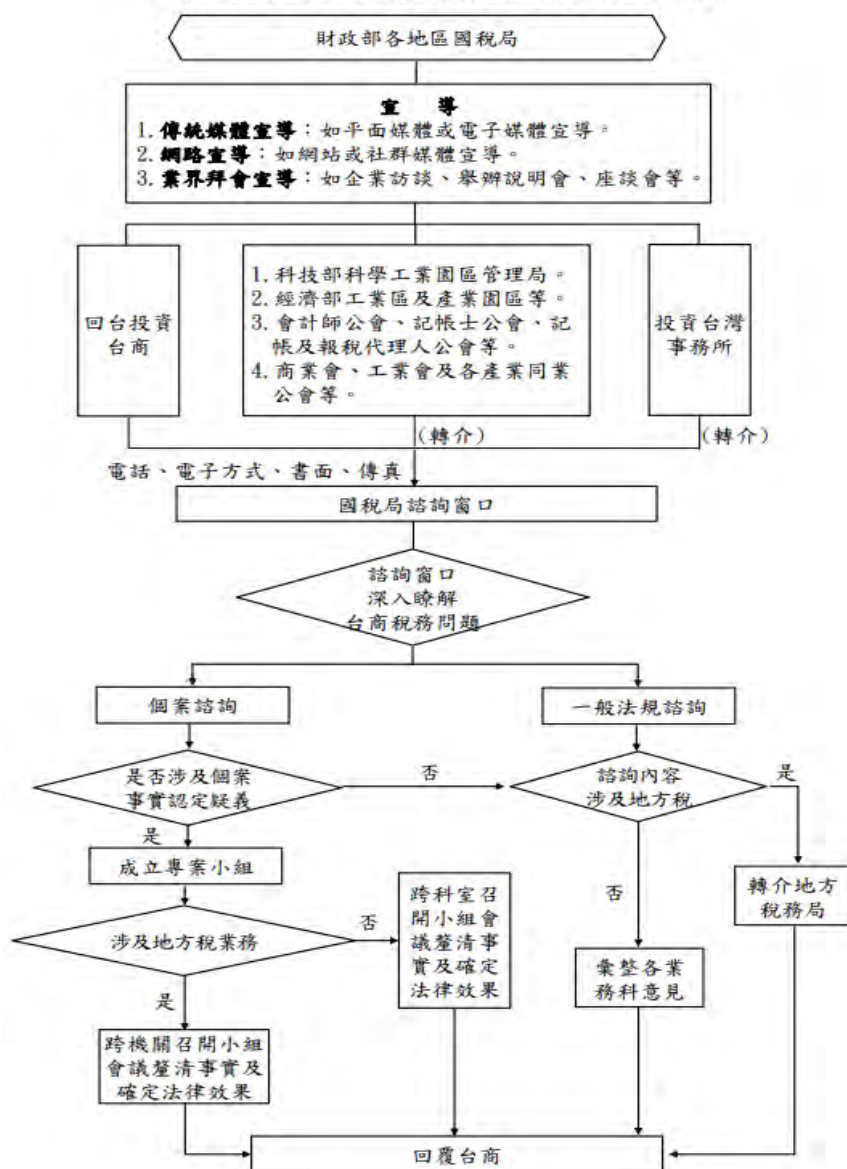 財政部各地區國稅局
宣 導
1. 傳統媒體宣導：如平面媒體或電子媒體宣導。
2. 網路宣導：如網站或社群媒體宣導。
3. 業界拜會宣導：如企業訪談、舉辦說明會、座談會等。
回台投資
台商
1. 科技部科學工業園區管理局。
2. 經濟部工業區及產業園區等。
3. 會計師公會、記帳士公會、記
帳及報稅代理人公會等。
4. 商業會、工業會及各產業同業
公會等。
投資台灣
事務所
(轉介)
(轉介)
電話、電子方式、書面、傳真
國稅局諮詢窗口
諮詢窗口
深入瞭解
台商稅務問題
個案諮詢
一般法規諮詢
是否涉及個案
事實認定疑義
否
諮詢內容
涉及地方稅
是
是
成立專案小組
涉及地方稅業務
否
跨科室召
開小組會
議釐清事
實及確定
法律效果
否
轉介地方
稅務局
彙整各業
務科意見
是
跨機關召開小組
會議釐清事實及
確定法律效果
回覆台商